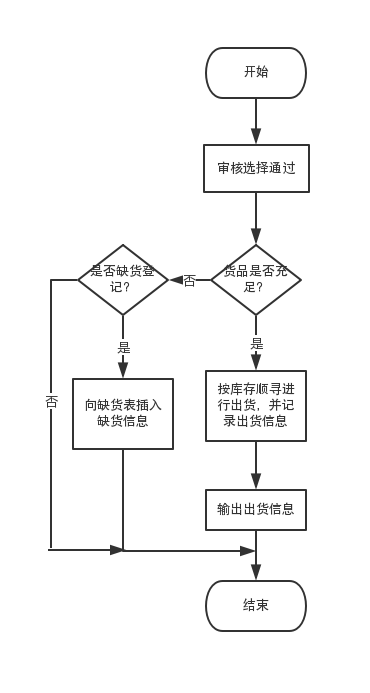 开始
审核选择通过
是否缺货登
记？
否
货品是否充
足？
是
是
否
向缺货表插入
缺货信息
按库存顺寻进
行出货，并记
录出货信息
输出出货信息
结束